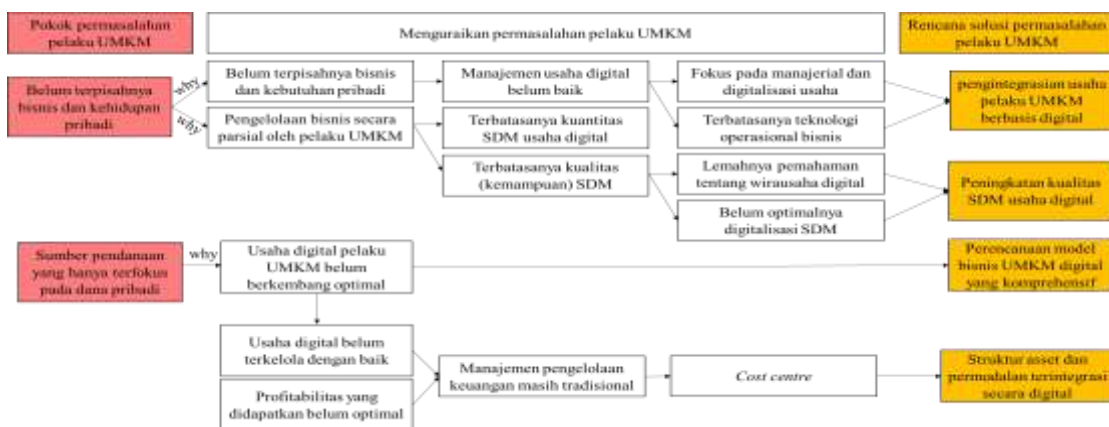 Pokok permasalahan
pelaku UMKM
Menguraikan permasalahan pelaku UMKM
Rencana solusi permasalahan
pelaku UMKM
Belum terpisahnya
bisnis dan kehidupan
pribadi
why
why
Belum terpisahnya bisnis
dan kebutuhan pribadi
Manajemen usaha digital
belum baik
Fokus pada manajerial dan
digitalisasi usaha
pengintegrasian usaha
pelaku UMKM
berbasis digital
Pengelolaan bisnis secara
parsial oleh pelaku UMKM
Terbatasanya kuantitas
SDM usaha digital
Terbatasanya teknologi
operasional bisnis
Terbatasanya kualitas
(kemampuan) SDM
Lemahnya pemahaman
tentang wirausaha digital
Peningkatan kualitas
SDM usaha digital
Belum optimalnya
digitalisasi SDM
Sumber pendanaan
yang hanya terfokus
pada dana pribadi
why
Usaha digital pelaku
UMKM belum
berkembang optimal
Perencanaan model
bisnis UMKM digital
yang komprehensif
Usaha digital belum
terkelola dengan baik
Manajemen pengelolaan
keuangan masih tradisional
Cost centre
Struktur asset dan
permodalan terintegrasi
secara digital
Profitabilitas yang
didapatkan belum optimal